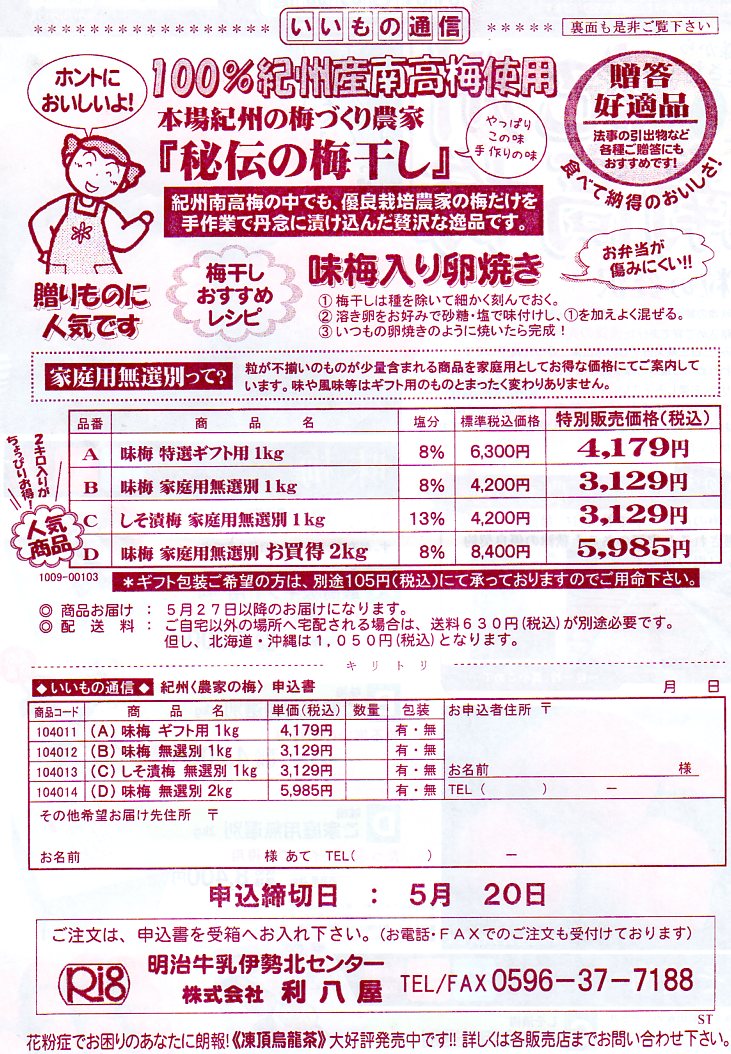 いいもの通信
裏面も是非ご覧下さい
ホントに
おいしいよ!
100%紀州産南高梅使用
本場紀州の梅づくり農家
『秘伝の梅干し』
やっぱり
この味
手作りの味
贈答
好適品
法事の引出物など
各種ご贈答にも
おすすめです!
食べて納得のおいしさ!
紀州南高梅の中でも、優良栽培農家の梅だけを
手作業で丹念に漬け込んだ贅沢な逸品です。
贈りものに
人気です
梅干し
おすすめ
レシピ
味梅入り卵焼き
お弁当が
傷みにくい!!
①梅干しは種を除いて細かく刻んでおく。
②溶き卵をお好みで砂糖・塩で味付けし、①を加えよく混ぜる。
③いつもの卵焼きのように焼いたら完成!
家庭用無選別って?
粒が不揃いのものが少量含まれる商品を家庭用としてお得な価格にてご案内して
います。味や風味等はギフト用のものとまったく変わりありません。
品番 商品名 塩分 標準税込価格 特別販売価格(税込)
A 味梅 特選ギフト用 1kg 8% 6,300円 4,179円
B 味梅 家庭用無選別 1kg 8% 4,200円 3,129円
C しそ漬梅 家庭用無選別 1kg 13% 4,200円 3,129円
D 味梅 家庭用無選別 お買得 2kg 8% 8,400円 5,985円
2キロ入りが
ちょっぴりお得!
人気
商品
1009-00103
*ギフト包装ご希望の方は、別途105円(税込)にて承っておりますのでご用命下さい。
◎ 商品お届け : 5月27日以降のお届けになります。
◎ 配送料 : ご自宅以外の場所へ宅配される場合は、送料630円(税込)が別途必要です。
但し、北海道・沖縄は1,050円(税込)となります。
キリトリ
◆いいもの通信◆ 紀州〈農家の梅〉申込書 月 日
商品コード 商品名 単価(税込) 数量 包装 お申込者住所 〒
104011 (A) 味梅 ギフト用 1kg 4,179円 有・無
104012 (B) 味梅 無選別 1kg 3,129円 有・無
104013 (C) しそ漬梅 無選別 1kg 3,129円 有・無 お名前 様
104014 (D) 味梅 無選別 2kg 5,985円 有・無 TEL ( ) ー
その他希望お届け先住所 〒
お名前 様 あて TEL( ) ー
申込締切日 : 5月 20日
ご注文は、申込書を受箱へお入れ下さい。(お電話・FAXでのご注文も受付けております)
Ri8
明治牛乳伊勢北センター
株式会社 利八屋
TEL/FAX 0596-37-7188
ST
花粉症でお困りのあなたに朗報!《凍頂烏龍茶》大好評発売中です!! 詳しくは各販売店までお問い合わせ下さい。